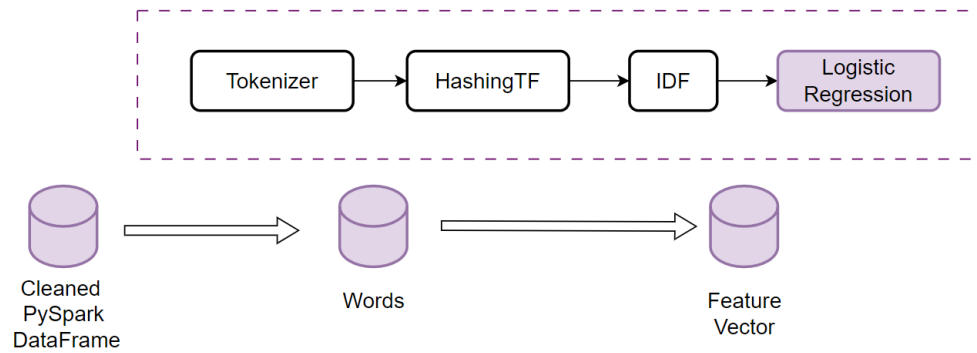 Tokenizer
HashingTF
IDF
Logistic
Regression
Cleaned
PySpark
DataFrame
Words
Feature
Vector